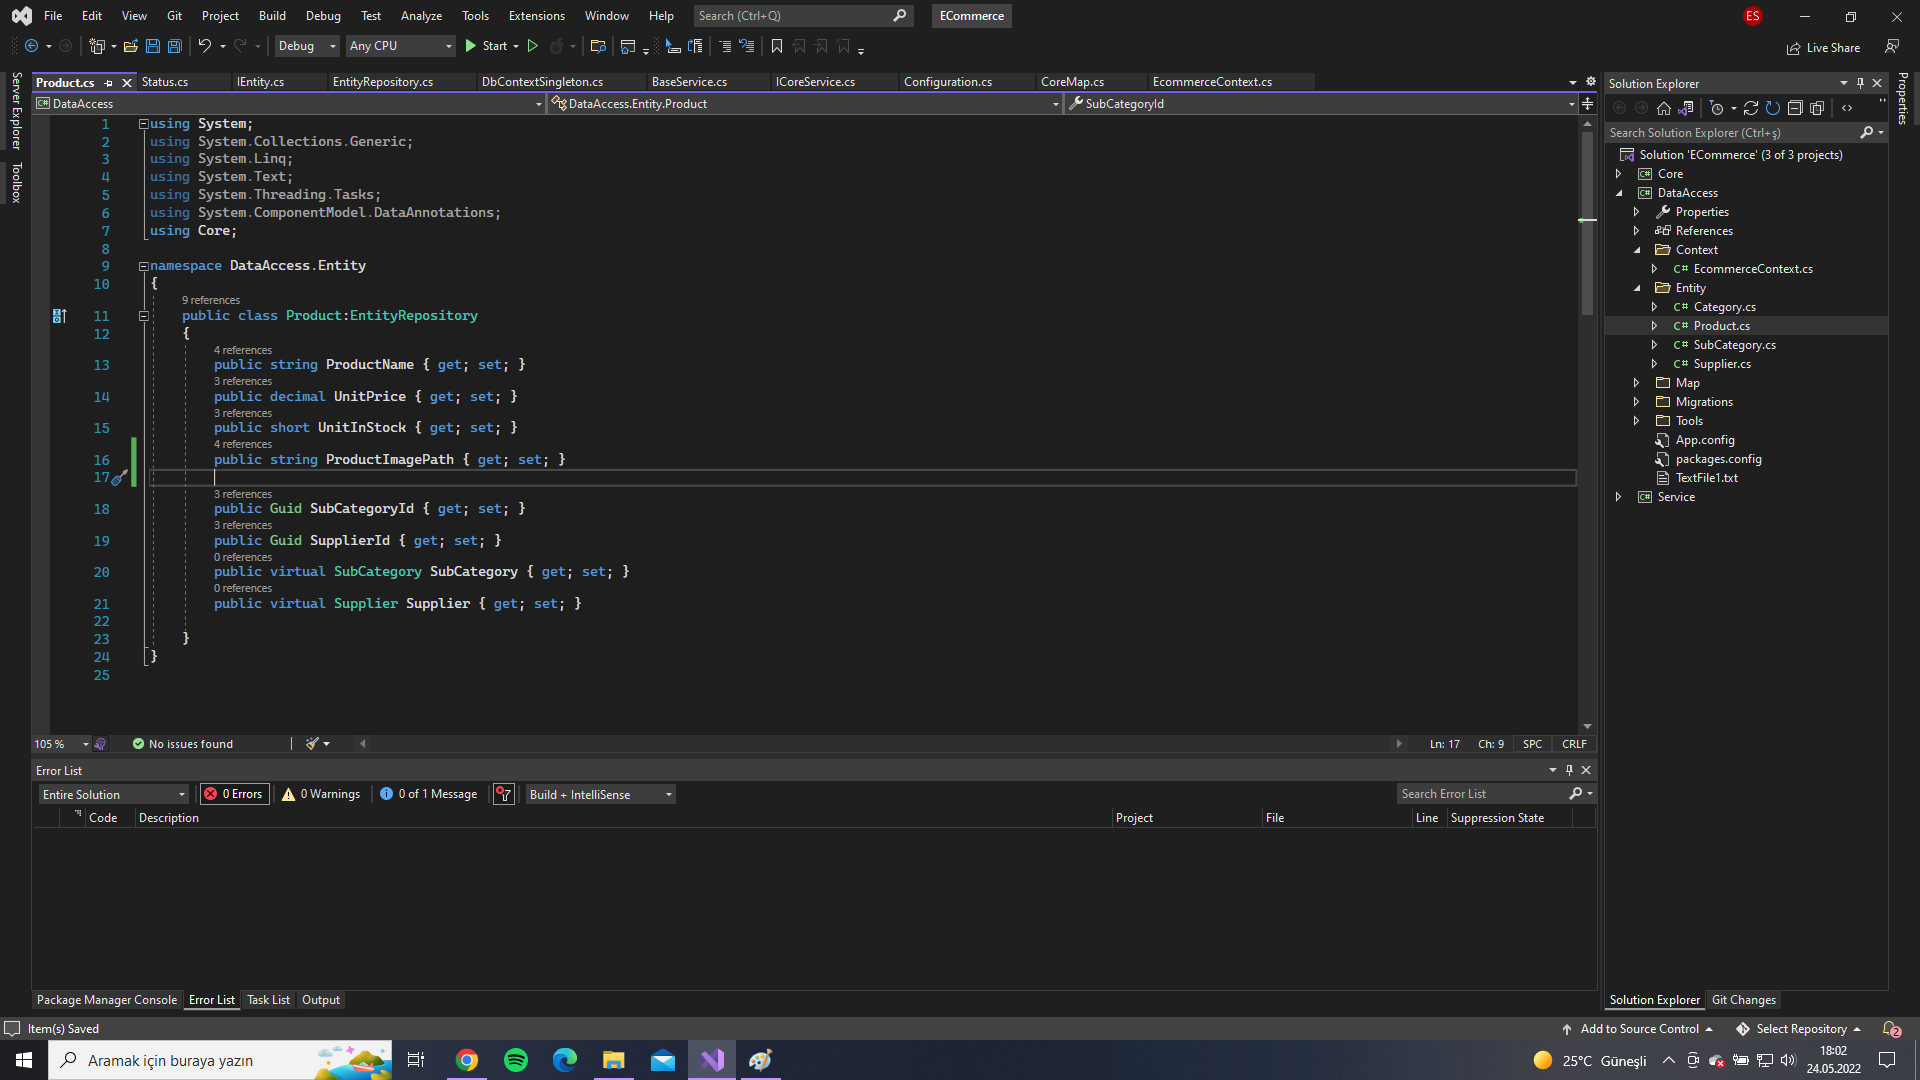 File Edit View Git Project Build Debug Test Analyze Tools Extensions Window Help Search (Ctrl+Q) ECommerce ES
Debug Any CPU Start Live Share
Server Explorer
Toolbox
Product.cs Status.cs IEntity.cs EntityRepository.cs DbContextSingleton.cs BaseService.cs ICoreService.cs Configuration.cs CoreMap.cs EcommerceContext.cs
DataAccess DataAccess.Entity.Product SubCategoryId
1 using System;
2 using System.Collections.Generic;
3 using System.Linq;
4 using System.Text;
5 using System.Threading.Tasks;
6 using System.ComponentModel.DataAnnotations;
7 using Core;
8
9 namespace DataAccess.Entity
10 {
9 references
11 public class Product:EntityRepository
12 {
4 references
13 public string ProductName { get; set; }
3 references
14 public decimal UnitPrice { get; set; }
3 references
15 public short UnitInStock { get; set; }
4 references
16 public string ProductImagePath { get; set; }
17
3 references
18 public Guid SubCategoryId { get; set; }
3 references
19 public Guid SupplierId { get; set; }
0 references
20 public virtual SubCategory SubCategory { get; set; }
0 references
21 public virtual Supplier Supplier { get; set; }
22
23 }
24 }
25
105 % No issues found Ln: 17 Ch: 9 SPC CRLF
Error List
Entire Solution 0 Errors 0 Warnings 0 of 1 Message Build + IntelliSense Search Error List
Code Description Project File Line Suppression State
Package Manager Console Error List Task List Output
Solution Explorer
Search Solution Explorer (Ctrl+ş)
Solution 'ECommerce' (3 of 3 projects)
Core
DataAccess
Properties
References
Context
C# EcommerceContext.cs
Entity
C# Category.cs
C# Product.cs
C# SubCategory.cs
C# Supplier.cs
Map
Migrations
Tools
App.config
packages.config
TextFile1.txt
Service
Solution Explorer Git Changes
Properties
Item(s) Saved Add to Source Control Select Repository 2
Aramak için buraya yazın 25°C Güneşli 18:02
24.05.2022